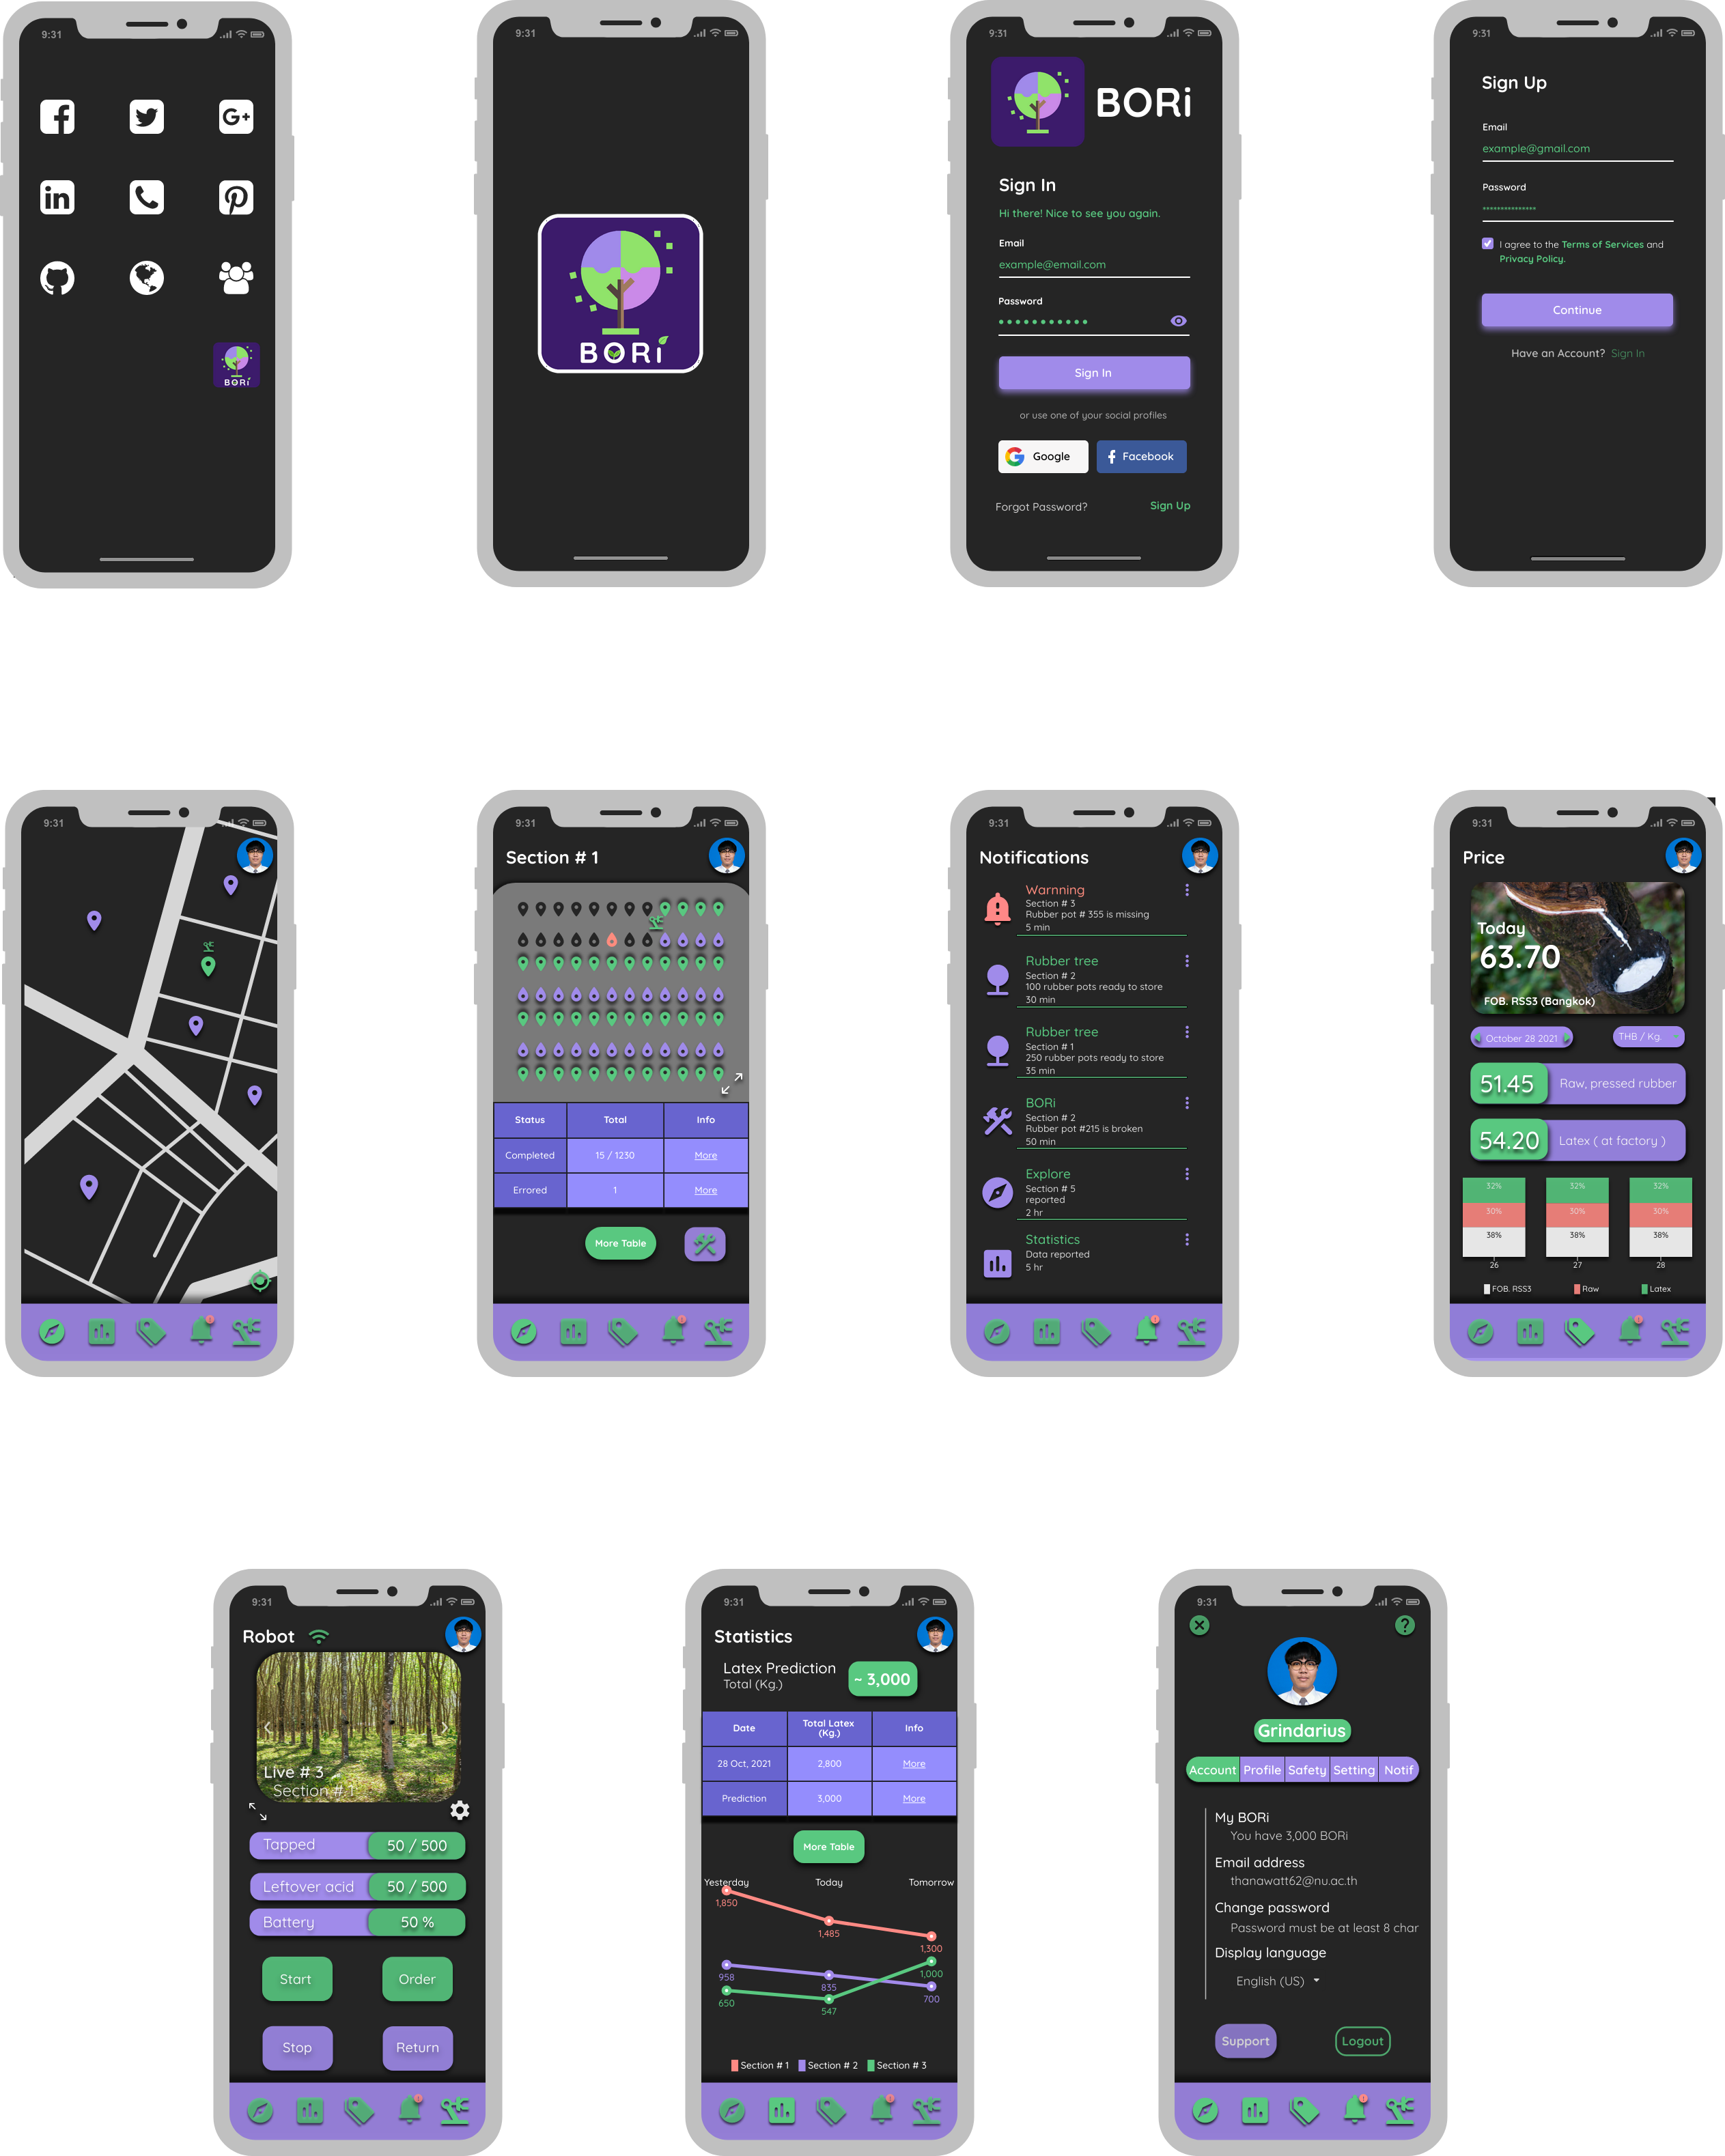 9:31
BORi
9:31
BORi
9:31
BORi
Sign In
Hi there! Nice to see you again.
Email
example@email.com
Password
Sign In
or use one of your social profiles
Google
Facebook
Forgot Password?
Sign Up
9:31
Sign Up
Email
example@gmail.com
Password
***************
I agree to the Terms of Services and
Privacy Policy.
Continue
Have an Account? Sign In
9:31
9:31
Section # 1
Status Total Info
Completed 15 / 1230 More
Errored 1 More
More Table
9:31
Notifications
Warnning
Section # 3
Rubber pot # 355 is missing
5 min
Rubber tree
Section # 2
100 rubber pots ready to store
30 min
Rubber tree
Section # 1
250 rubber pots ready to store
35 min
BORi
Section # 2
Rubber pot #215 is broken
50 min
Explore
Section # 5
reported
2 hr
Statistics
Data reported
5 hr
9:31
Price
Today
63.70
FOB. RSS3 (Bangkok)
October 28 2021
THB / Kg.
51.45 Raw, pressed rubber
54.20 Latex ( at factory )
32% 32% 32%
30% 30% 30%
38% 38% 38%
26 27 28
FOB. RSS3 Raw Latex
9:31
Robot
Live # 3
Section # 1
Tapped 50 / 500
Leftover acid 50 / 500
Battery 50 %
Start Order
Stop Return
9:31
Statistics
Latex Prediction
Total (Kg.)
~ 3,000
Date Total Latex (Kg.) Info
28 Oct, 2021 2,800 More
Prediction 3,000 More
More Table
Yesterday Today Tomorrow
1,850
1,485
1,300
958
835
1,000
650
547
700
Section # 1 Section # 2 Section # 3
9:31
Grindarius
Account Profile Safety Setting Notif
My BORi
You have 3,000 BORi
Email address
thanawatt62@nu.ac.th
Change password
Password must be at least 8 char
Display language
English (US)
Support
Logout